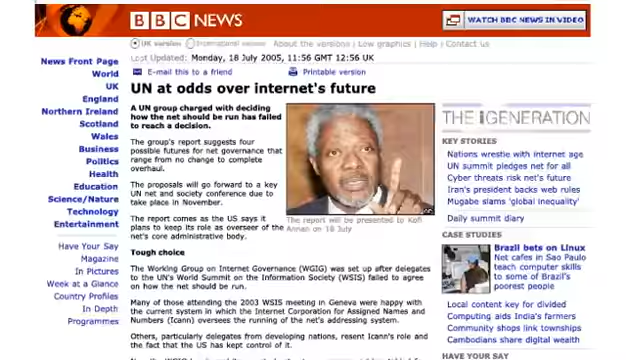 BBC NEWS
WATCH BBC NEWS IN VIDEO
UK version International version About the versions | Low graphics | Help | Contact us
Last Updated: Monday, 18 July 2005, 11:56 GMT 12:56 UK
E-mail this to a friend Printable version
News Front Page
World
UK
England
Northern Ireland
Scotland
Wales
Business
Politics
Health
Education
Science/Nature
Technology
Entertainment
Have Your Say
Magazine
In Pictures
Week at a Glance
Country Profiles
In Depth
Programmes
UN at odds over internet's future
A UN group charged with deciding
how the net should be run has failed
to reach a decision.
The group's report suggests four
possible futures for net governance that
range from no change to complete
overhaul.
The proposals will go forward to a key
UN net and society conference due to
take place in November.
The report comes as the US says it
plans to keep its role as overseer of the
net's core administrative body.
The report will be presented to Kofi
Annan on 18 July
Tough choice
The Working Group on Internet Governance (WGIG) was set up after delegates
to the UN's World Summit on the Information Society (WSIS) failed to agree
on how the net should be run.
Many of those attending the 2003 WSIS meeting in Geneva were happy with
the current system in which the Internet Corporation for Assigned Names and
Numbers (Icann) oversees the running of the net's addressing system.
Others, particularly delegates from developing nations, resent Icann's role and
the fact that the US has kept control of it.
THE GENERATION
KEY STORIES
Nations wrestle with internet age
UN summit pledges net for all
Cyber threats risk net's future
Iran's president backs web rules
Mugabe slams 'global inequality'
Daily summit diary
CASE STUDIES
Brazil bets on Linux
Net cafes in Sao Paulo
teach computer skills
to some of Brazil's
poorest people
Local content key for divided
Computing aids India's farmers
Community shops link townships
Cambodians share digital wealth
HAVE YOUR SAY